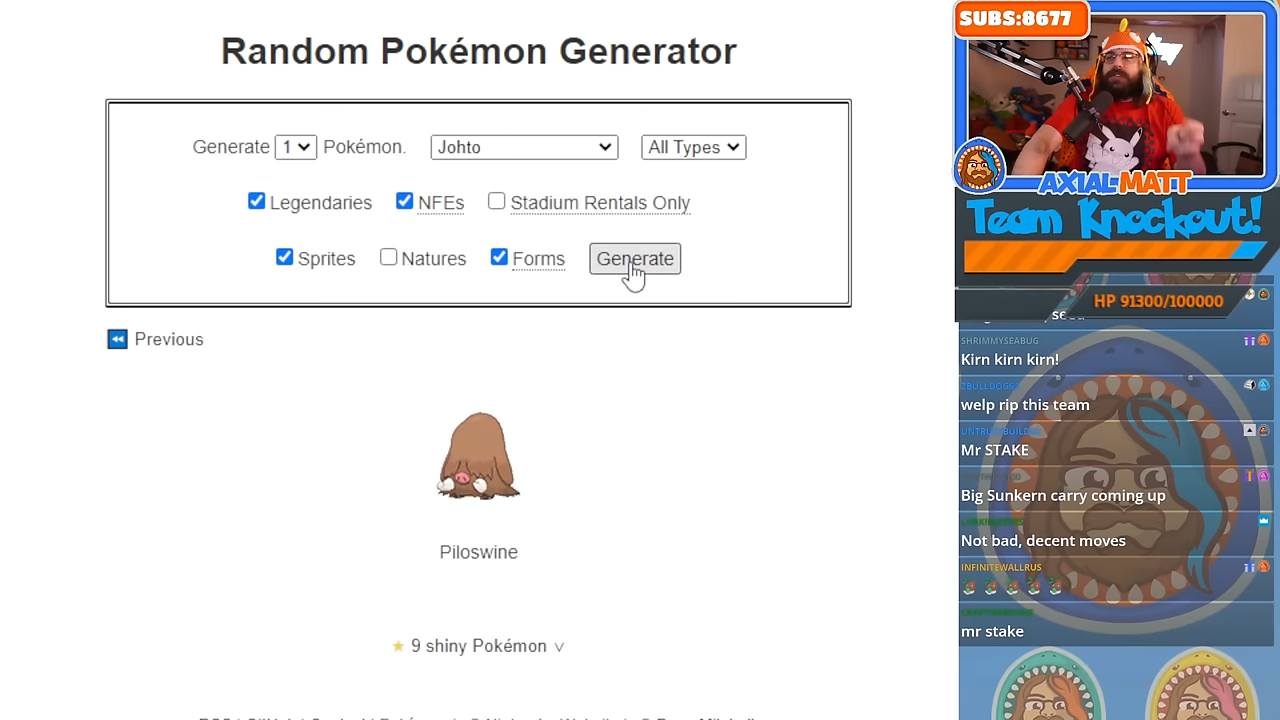 Random Pokémon Generator
Generate 1 Pokémon. Johto All Types
Legendaries NFEs Stadium Rentals Only
Sprites Natures Forms Generate
Previous
Piloswine
9 shiny Pokémon
SUBS:8677
AXIAL-MATT
Team Knockout!
HP 91300/100000
SHRIMMYSEABUG
Kirn kirn kirn!
welp rip this team
Mr STAKE
Big Sunkern carry coming up
Not bad, decent moves
INFINITEWALLRUS
mr stake